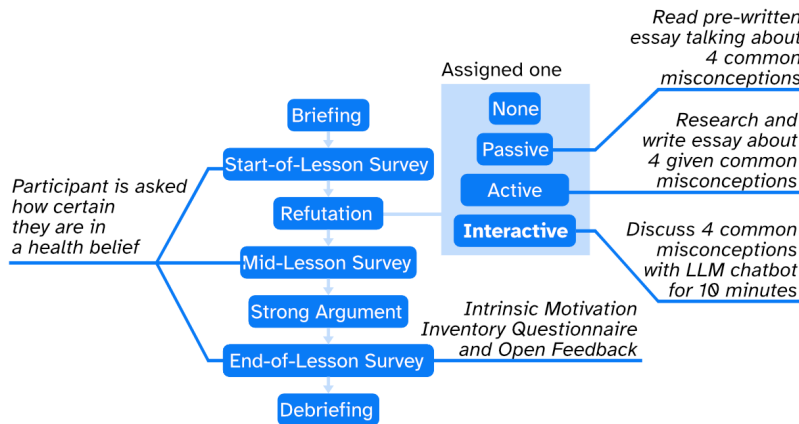 Read pre-written
essay talking about
4 common
misconceptions
Assigned one
None
Briefing
Passive
Research and
write essay about
4 given common
misconceptions
Start-of-Lesson Survey
Active
Participant is asked
how certain
they are in
a health belief
Refutation
Interactive
Discuss 4 common
misconceptions
with LLM chatbot
for 10 minutes
Mid-Lesson Survey
Strong Argument
Intrinsic Motivation
Inventory Questionnaire
and Open Feedback
End-of-Lesson Survey
Debriefing